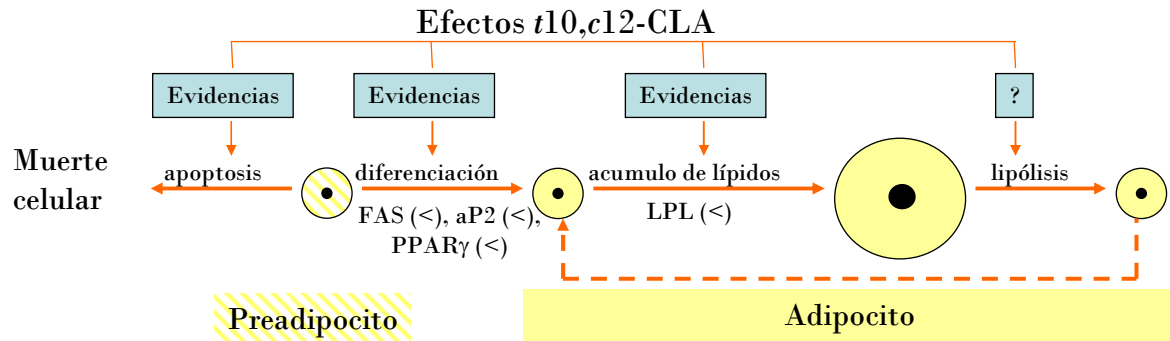 Efectos t10,c12-CLA
Evidencias Evidencias Evidencias ?
Muerte
celular
apoptosis diferenciación acumulo de lípidos lipólisis
FAS (<), aP2 (<),
PPARγ (<)
LPL (<)
Preadipocito Adipocito